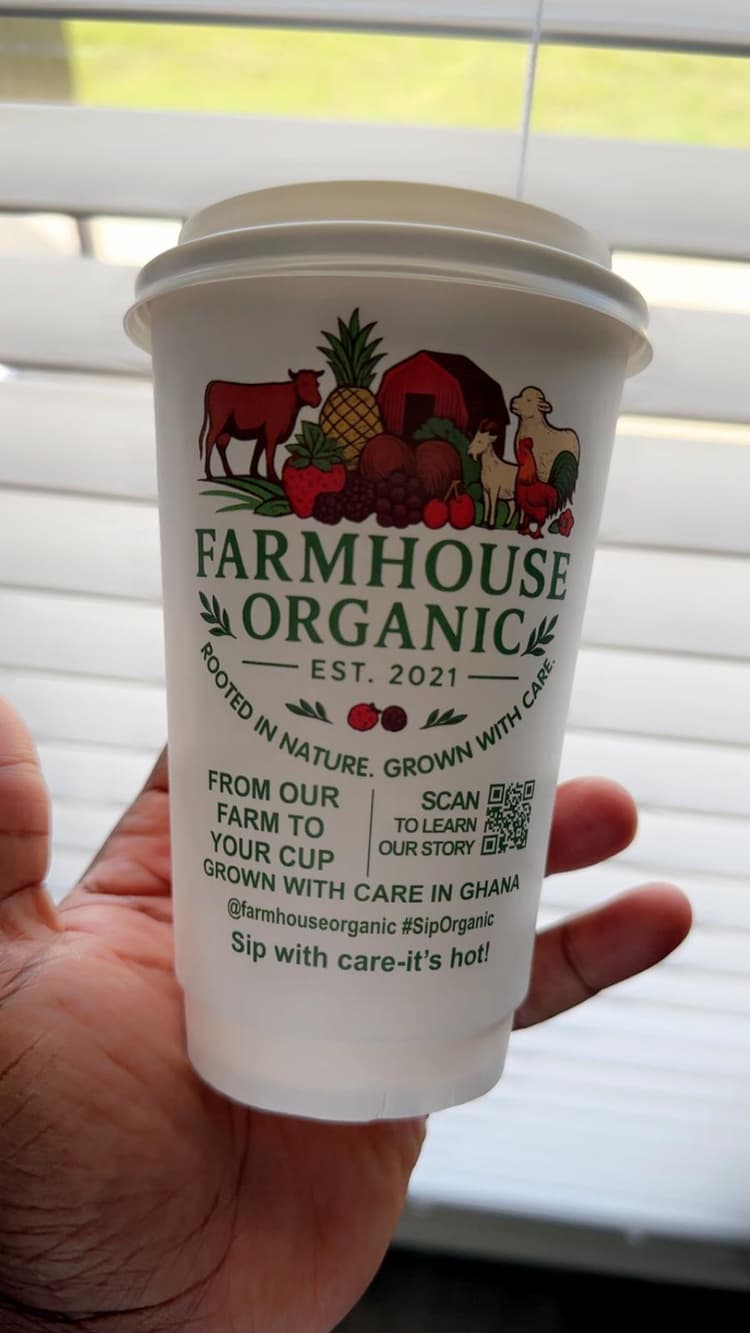 FARMHOUSE
ORGANIC
EST. 2021
ROOTED IN NATURE. GROWN WITH CARE.
FROM OUR
FARM TO
YOUR CUP
SCAN
TO LEARN
OUR STORY
GROWN WITH CARE IN GHANA
@farmhouseorganic #SipOrganic
Sip with care-it's hot!